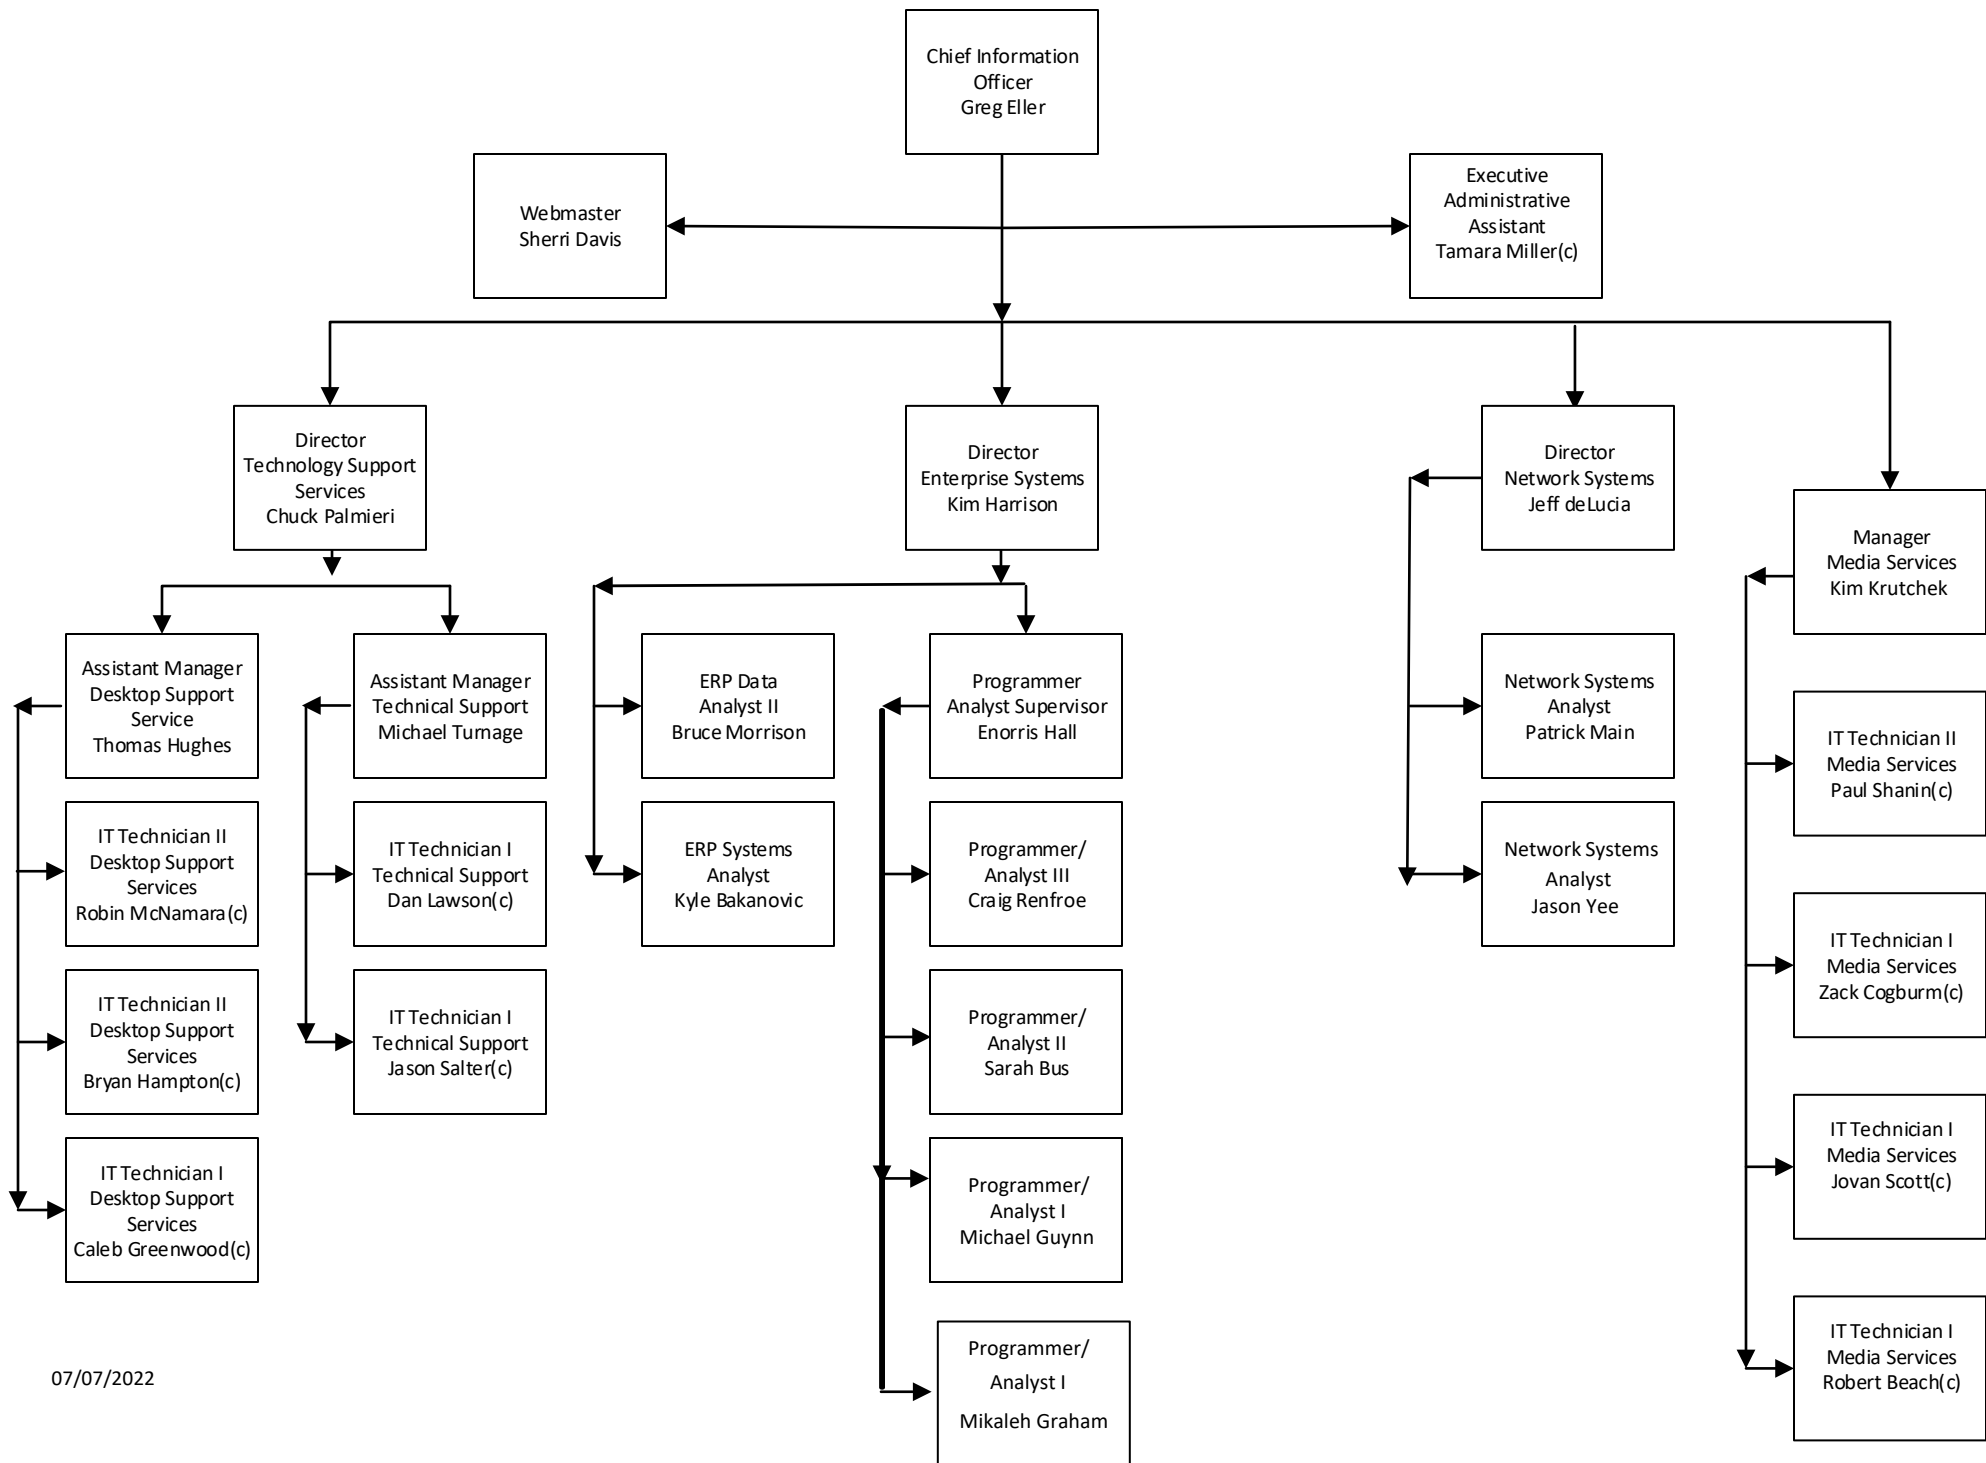 Chief Information
Officer
Greg Eller
Webmaster
Sherri Davis
Executive
Administrative
Assistant
Tamara Miller(c)
Director
Technology Support
Services
Chuck Palmieri
Director
Enterprise Systems
Kim Harrison
Director
Network Systems
Jeff deLucia
Manager
Media Services
Kim Krutchek
Assistant Manager
Desktop Support
Service
Thomas Hughes
Assistant Manager
Technical Support
Michael Turnage
ERP Data
Analyst II
Bruce Morrison
Programmer
Analyst Supervisor
Enorris Hall
Network Systems
Analyst
Patrick Main
IT Technician II
Media Services
Paul Shanin(c)
IT Technician II
Desktop Support
Services
Robin McNamara(c)
IT Technician I
Technical Support
Dan Lawson(c)
ERP Systems
Analyst
Kyle Bakanovic
Programmer/
Analyst III
Craig Renfroe
Network Systems
Analyst
Jason Yee
IT Technician I
Media Services
Zack Cogburm(c)
IT Technician II
Desktop Support
Services
Bryan Hampton(c)
IT Technician I
Technical Support
Jason Salter(c)
Programmer/
Analyst II
Sarah Bus
IT Technician I
Media Services
Jovan Scott(c)
IT Technician I
Desktop Support
Services
Caleb Greenwood(c)
Programmer/
Analyst I
Michael Guynn
IT Technician I
Media Services
Robert Beach(c)
Programmer/
Analyst I
Mikaleh Graham
07/07/2022